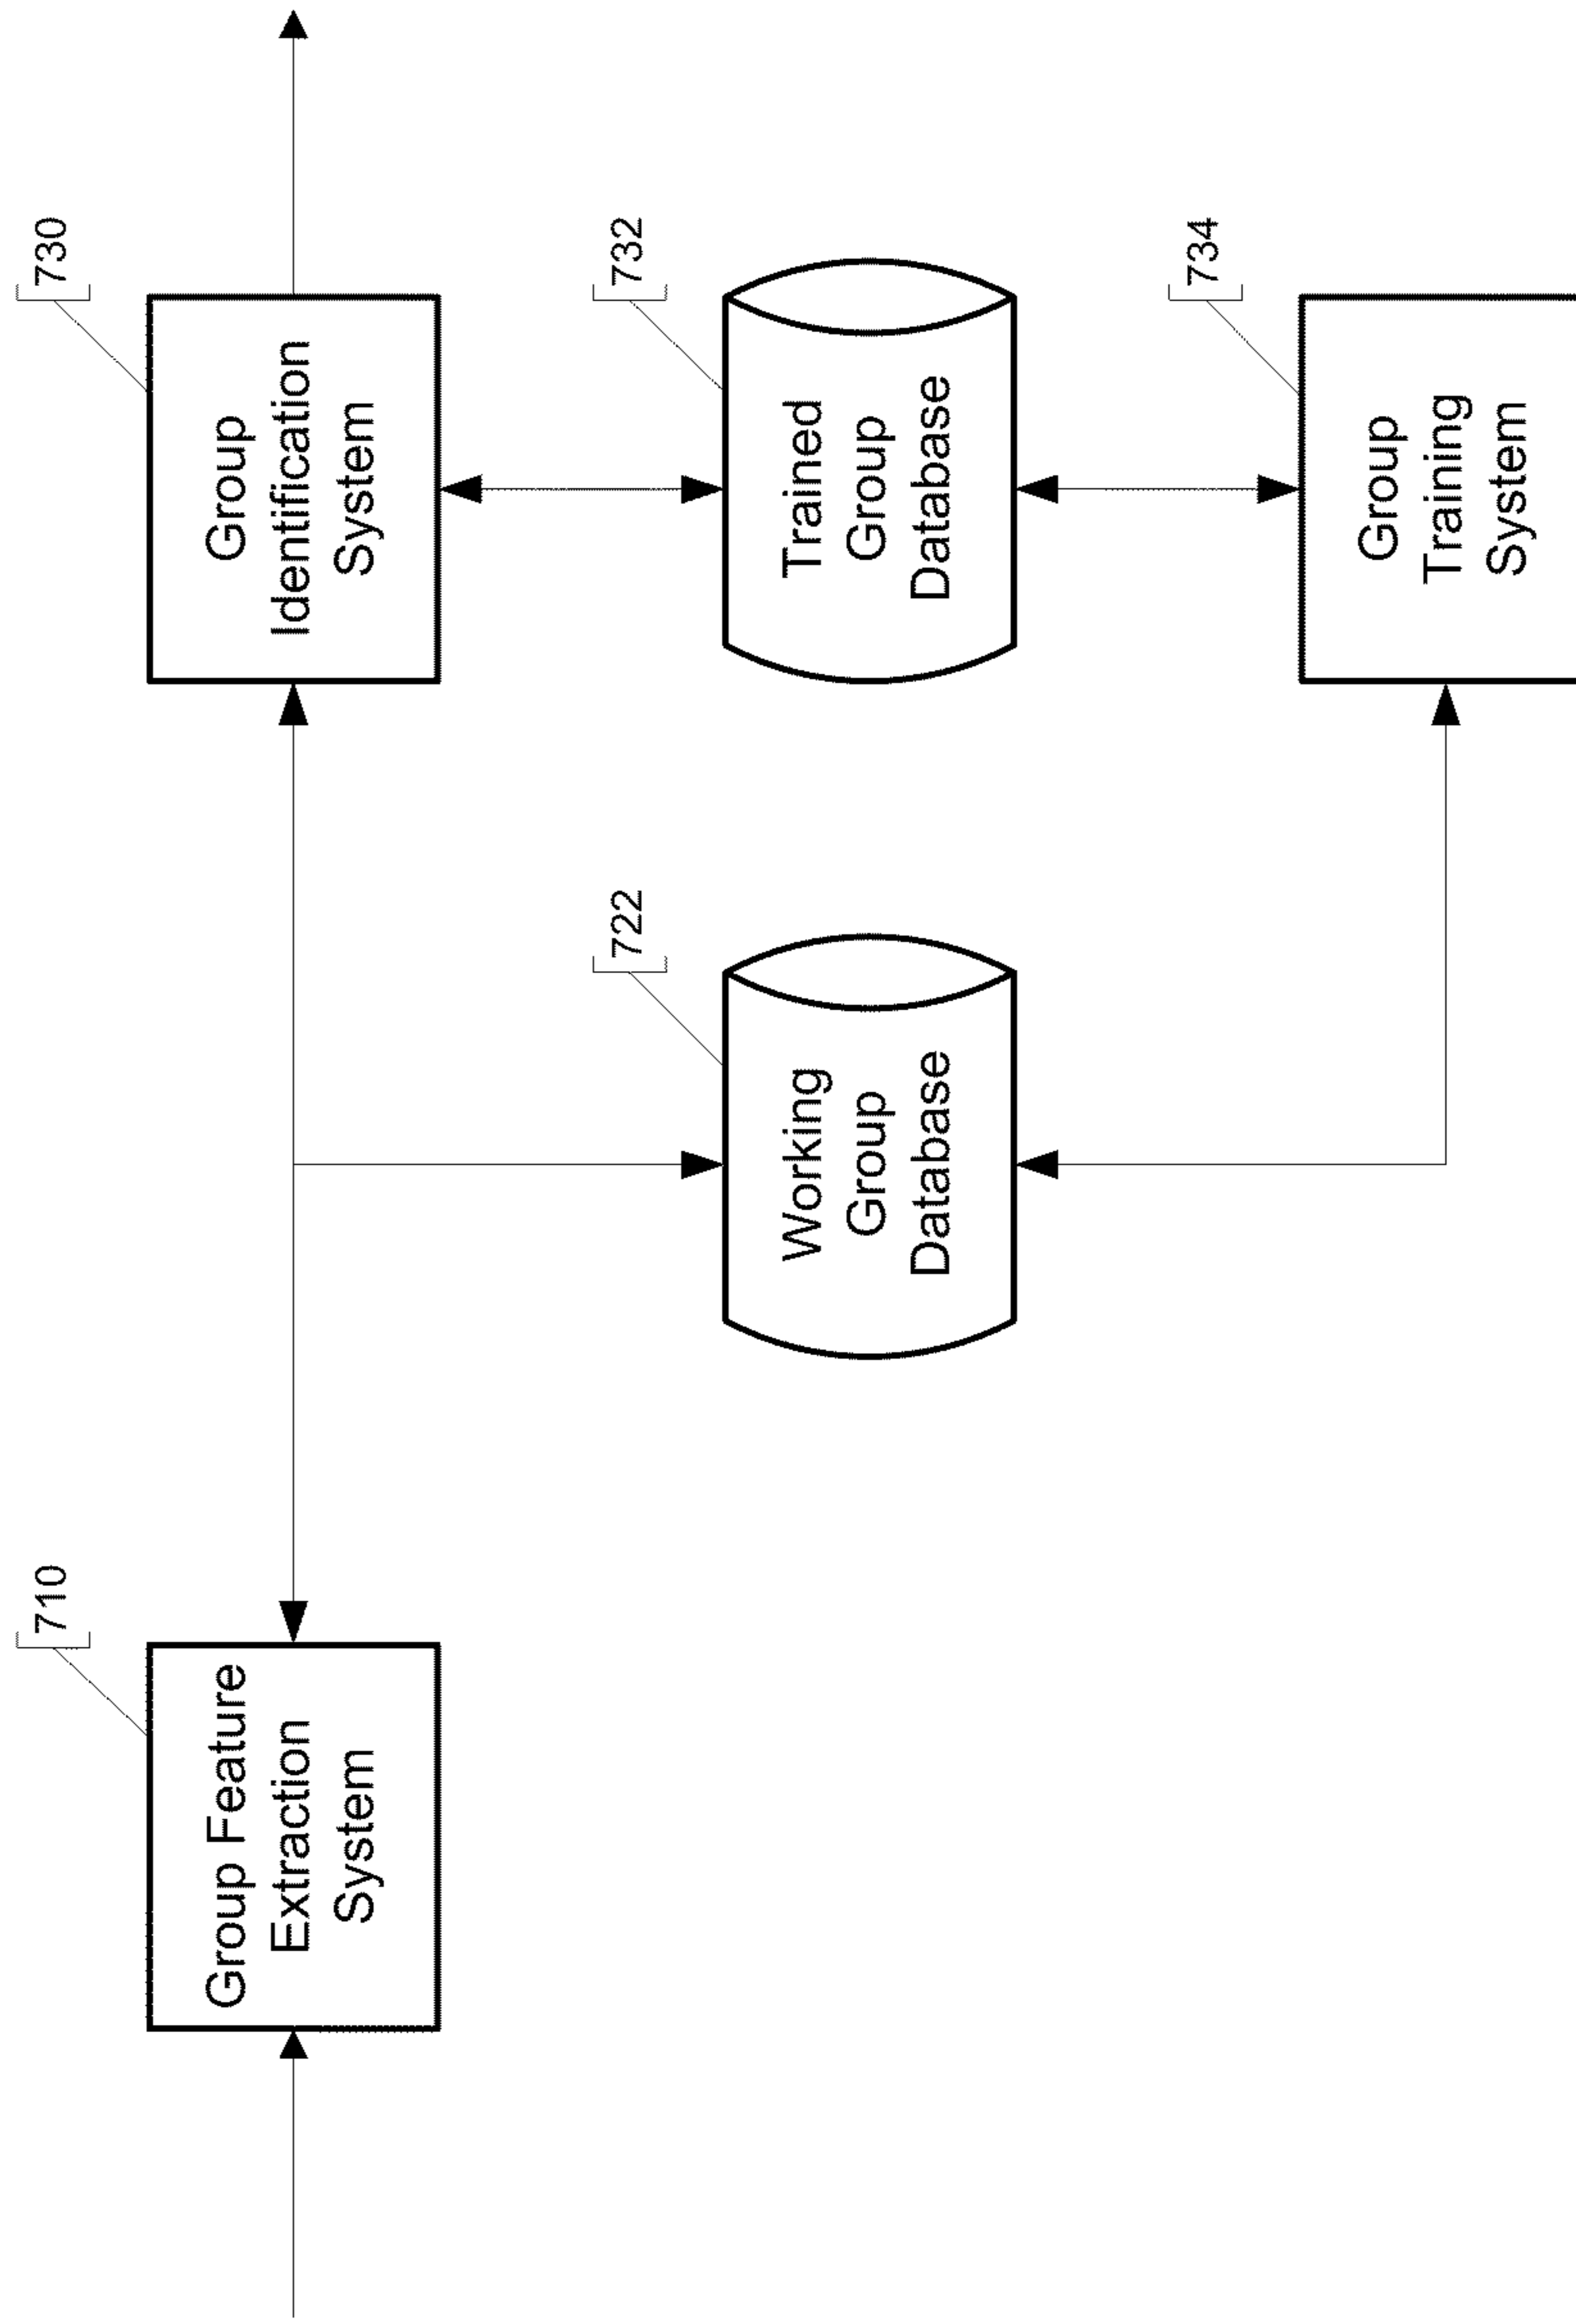 710
Group Feature
Extraction
System
730
Group
Identification
System
722
Working
Group
Database
732
Trained
Group
Database
734
Group
Training
System